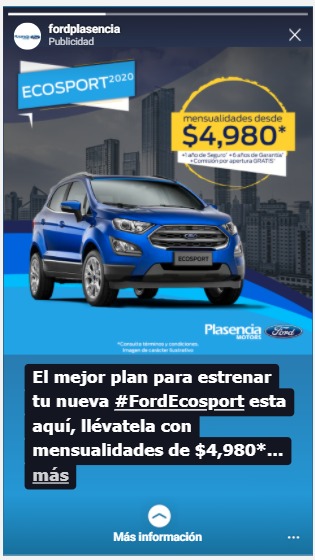 fordplasencia
Publicidad
ECOSPORT 2020
mensualidades desde
$4,980*
+1 año de Seguro* +6 años de Garantía*
+Comisión por apertura GRATIS*
ECOSPORT
Plasencia
MOTORS
Ford
*Consulta términos y condiciones.
Imagen de carácter ilustrativo
El mejor plan para estrenar
tu nueva #FordEcosport esta
aquí, llévatela con
mensualidades de $4,980*...
más
Más información